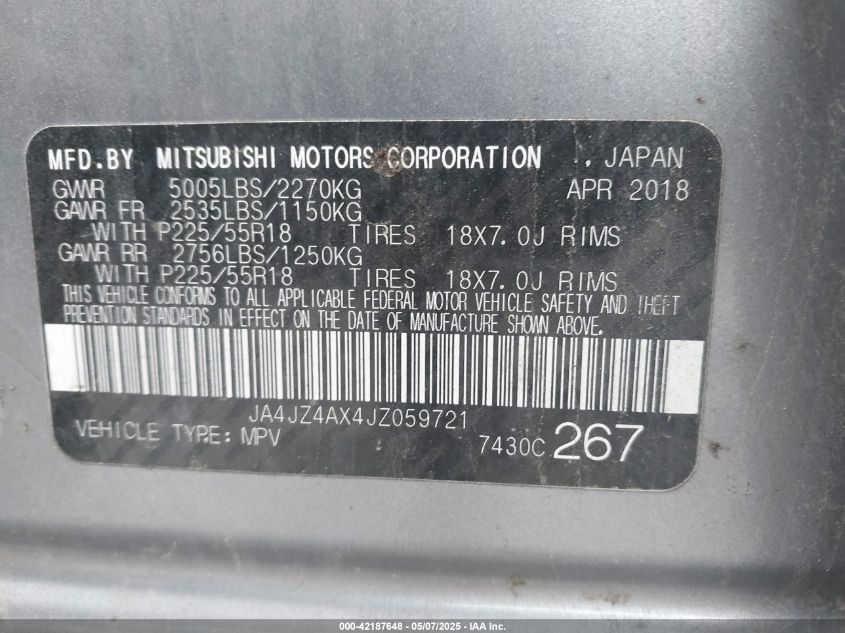 MFD.BY MITSUBISHI MOTORS CORPORATION , JAPAN
GVWR 5005LBS/2270KG APR 2018
GAWR FR 2535LBS/1150KG
WITH P225/55R18 TIRES 18X7.0J RIMS
GAWR RR 2756LBS/1250KG
WITH P225/55R18 TIRES 18X7.0J RIMS
THIS VEHICLE CONFORMS TO ALL APPLICABLE FEDERAL MOTOR VEHICLE SAFETY AND THEFT
PREVENTION STANDARDS IN EFFECT ON THE DATE OF MANUFACTURE SHOWN ABOVE.
JA4JZ4AX4JZ059721
VEHICLE TYPE: MPV 7430C 267
000-42187648 - 05/07/2025 - IAA Inc.